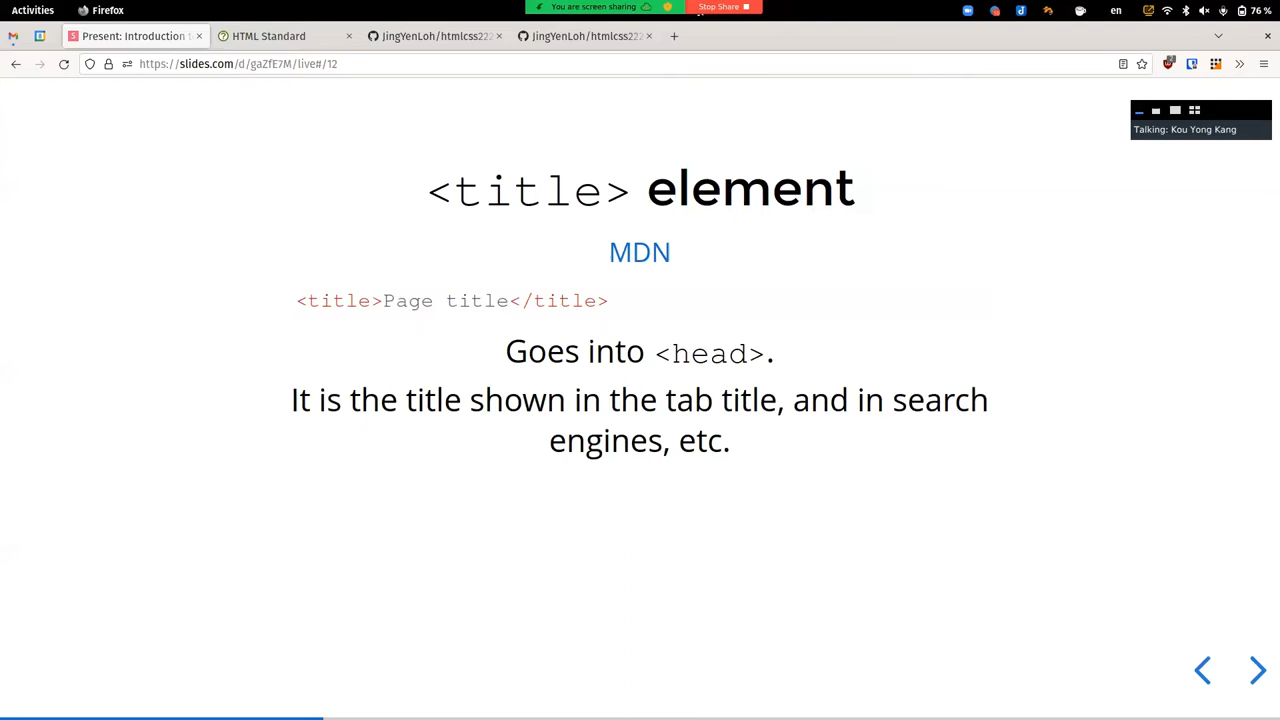 Activities
Firefox
You are screen sharing
Stop Share
en
76 %
Present: Introduction t
HTML Standard
JingYenLoh/htmlcss222
JingYenLoh/htmlcss222
https://slides.com/d/gaZfE7M/live#/12
Talking: Kou Yong Kang
<title> element
MDN
<title>Page title</title>
Goes into <head>.
It is the title shown in the tab title, and in search
engines, etc.